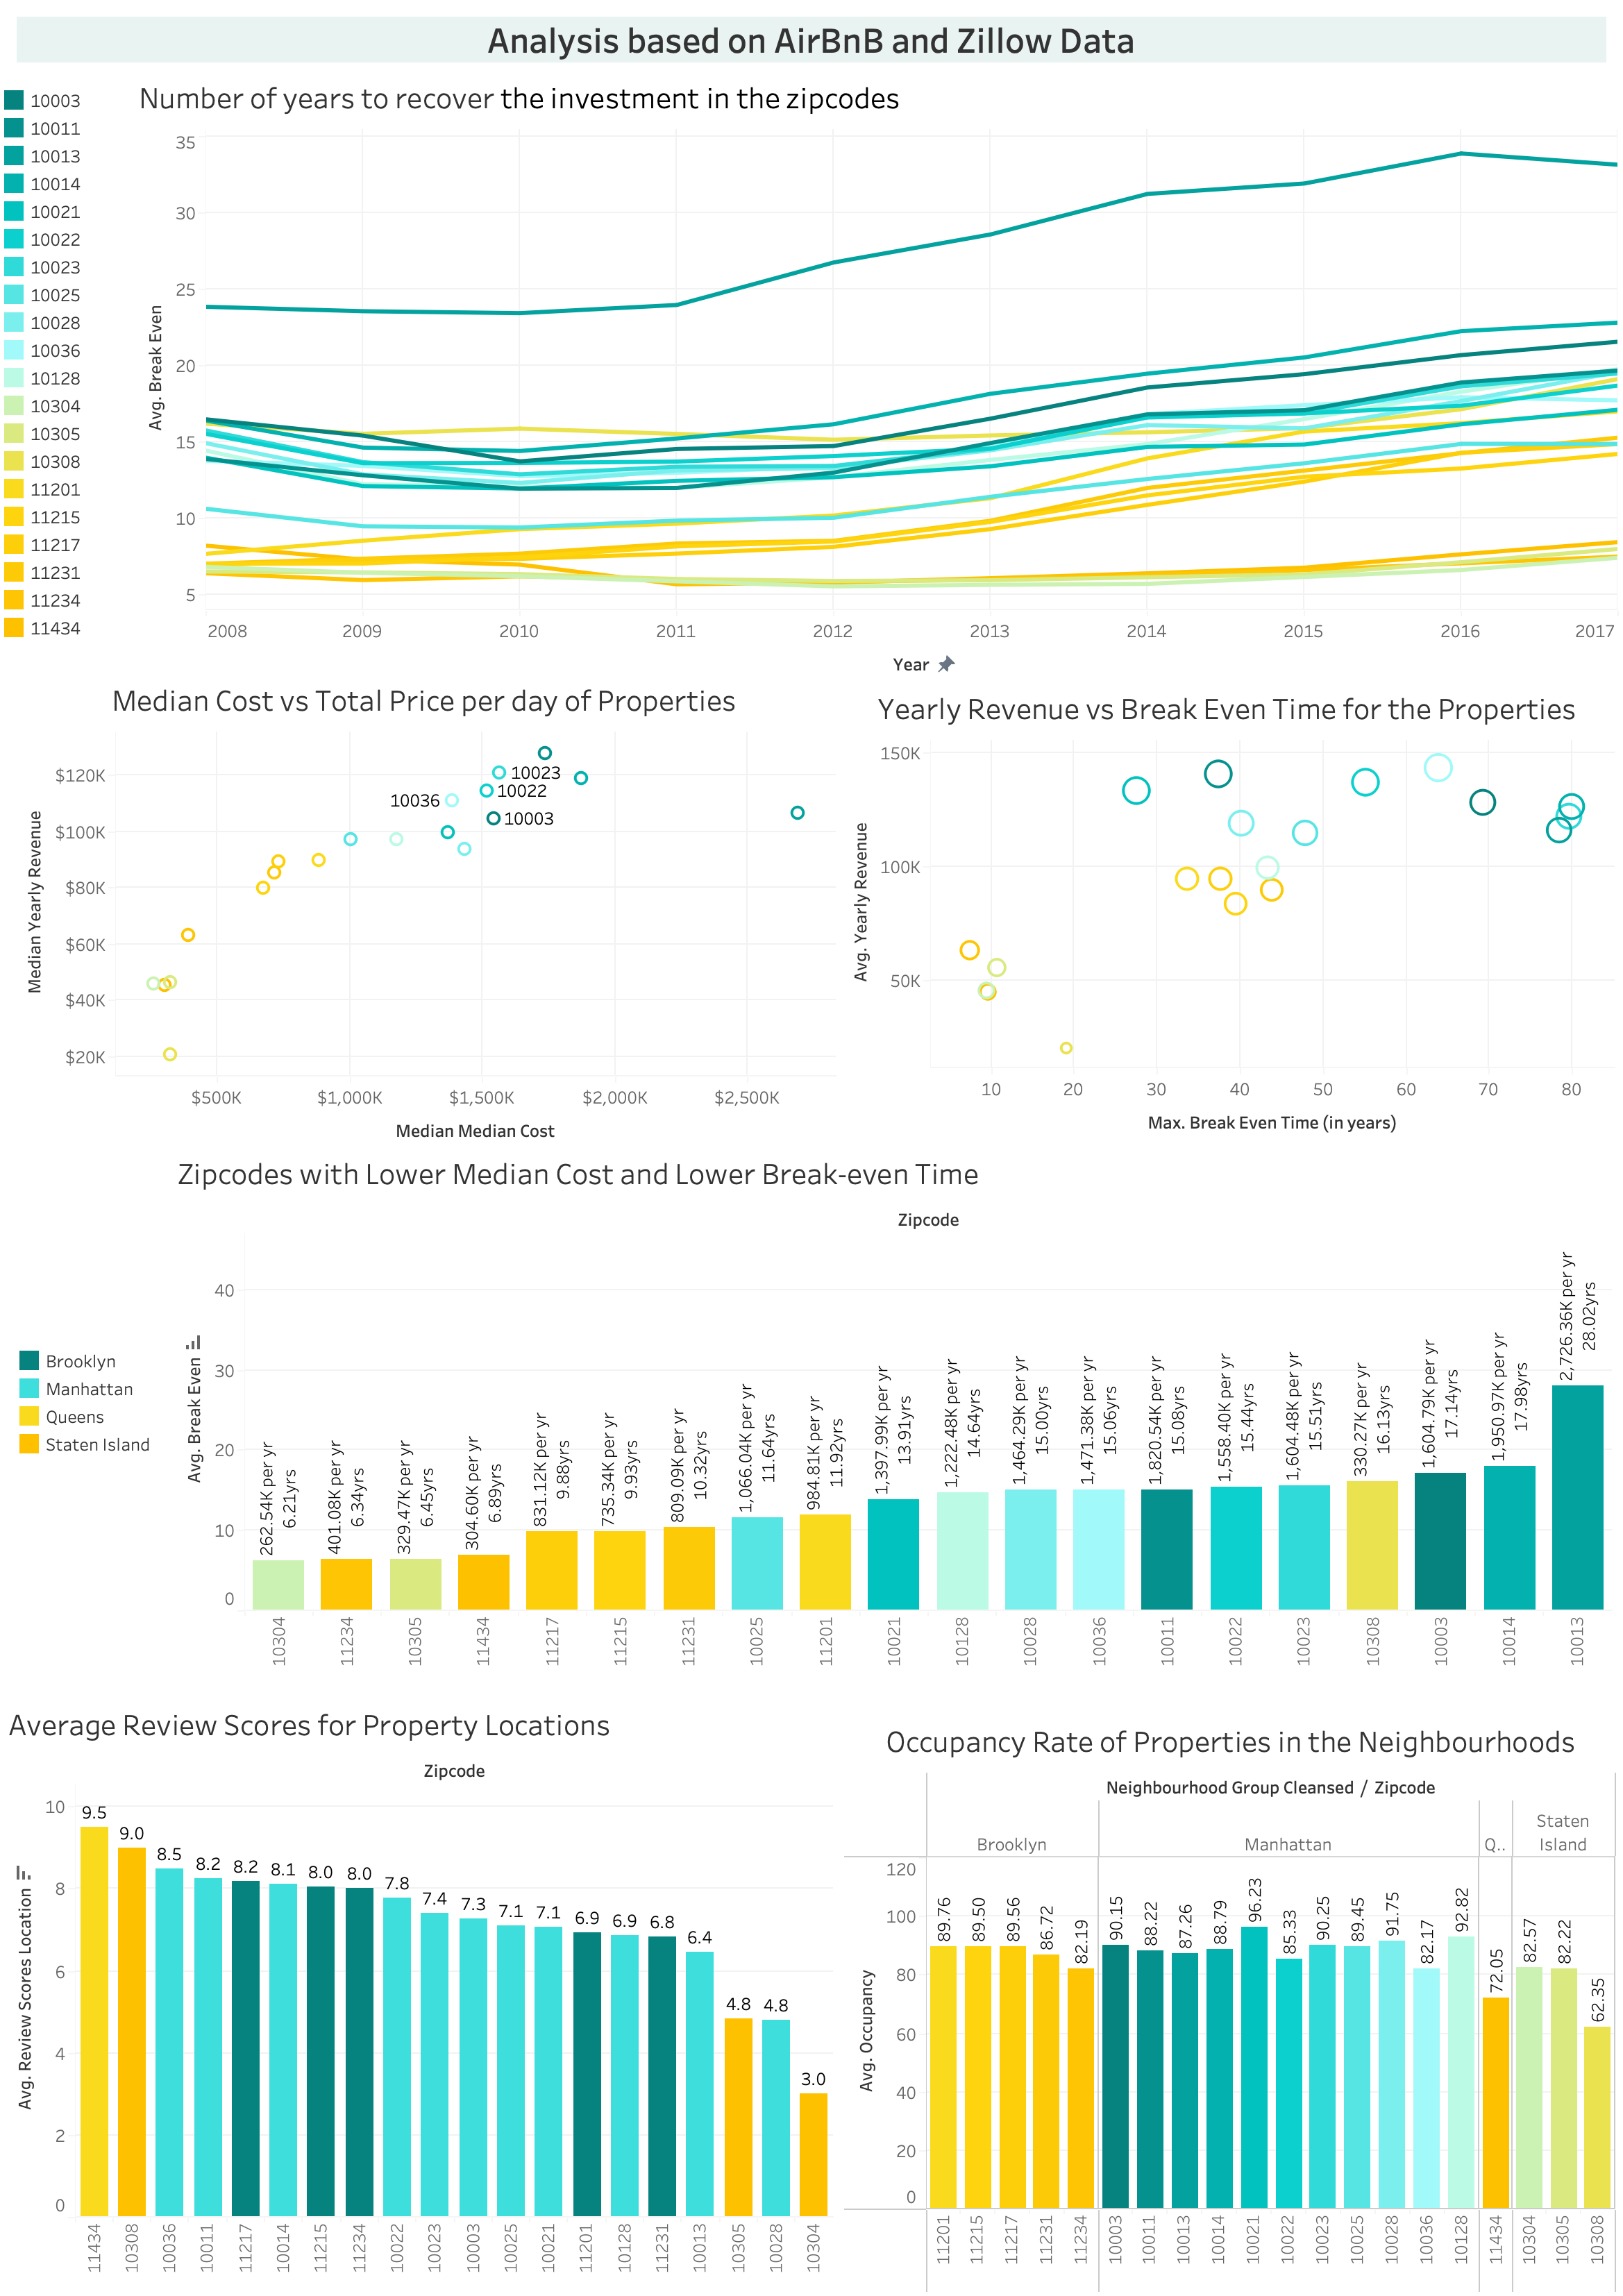 Analysis based on AirBnB and Zillow Data
Number of years to recover the investment in the zipcodes
10003
10011
10013
10014
10021
10022
10023
10025
10028
10036
10128
10304
10305
10308
11201
11215
11217
11231
11234
11434
Avg. Break Even
35
30
25
20
15
10
5
2008 2009 2010 2011 2012 2013 2014 2015 2016 2017
Year
Median Cost vs Total Price per day of Properties
Median Yearly Revenue
$120K
$100K
$80K
$60K
$40K
$20K
10023
10022
10036
10003
$500K $1,000K $1,500K $2,000K $2,500K
Median Median Cost
Yearly Revenue vs Break Even Time for the Properties
Avg. Yearly Revenue
150K
100K
50K
10 20 30 40 50 60 70 80
Max. Break Even Time (in years)
Zipcodes with Lower Median Cost and Lower Break-even Time
Zipcode
Brooklyn
Manhattan
Queens
Staten Island
Avg. Break Even
40
30
20
10
0
262.54K per yr
6.21yrs
401.08K per yr
6.34yrs
329.47K per yr
6.45yrs
304.60K per yr
6.89yrs
831.12K per yr
9.88yrs
735.34K per yr
9.93yrs
809.09K per yr
10.32yrs
1,066.04K per yr
11.64yrs
984.81K per yr
11.92yrs
1,397.99K per yr
13.91yrs
1,222.48K per yr
14.64yrs
1,464.29K per yr
15.00yrs
1,471.38K per yr
15.06yrs
1,820.54K per yr
15.08yrs
1,558.40K per yr
15.44yrs
1,604.48K per yr
15.51yrs
330.27K per yr
16.13yrs
1,604.79K per yr
17.14yrs
1,950.97K per yr
17.98yrs
2,726.36K per yr
28.02yrs
10304 11234 10305 11434 11217 11215 11231 10025 11201 10021 10128 10028 10036 10011 10022 10023 10308 10003 10014 10013
Average Review Scores for Property Locations
Zipcode
Avg. Review Scores Location
10
8
6
4
2
0
9.5 9.0 8.5 8.2 8.2 8.1 8.0 8.0 7.8 7.4 7.3 7.1 7.1 6.9 6.9 6.8 6.4 4.8 4.8 3.0
11434 10308 10036 10011 11217 10014 11215 11234 10022 10023 10003 10025 10021 11201 10128 11231 10013 10305 10028 10304
Occupancy Rate of Properties in the Neighbourhoods
Neighbourhood Group Cleansed / Zipcode
Brooklyn Manhattan Q.. Staten
Island
Avg. Occupancy
120
100
80
60
40
20
0
89.76 89.50 89.56 86.72 82.19 90.15 88.22 87.26 88.79 96.23 85.33 90.25 89.45 91.75 82.17 92.82 72.05 82.57 82.22 62.35
11201 11215 11217 11231 11234 10003 10011 10013 10014 10021 10022 10023 10025 10028 10036 10128 11434 10304 10305 10308